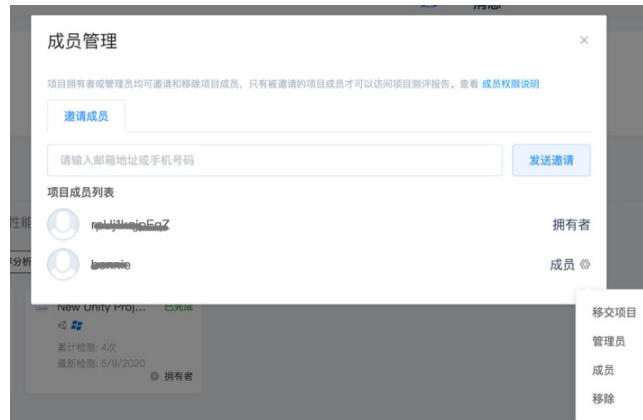 成员管理
项目拥有者或管理员均可邀请和移除项目成员，只有被邀请的项目成员才可以访问项目测评报告。查看 成员权限说明
邀请成员
请输入邮箱地址或手机号码
发送邀请
项目成员列表
拥有者
成员
移交项目
管理员
成员
移除
New Unity Proj... 已完成
累计检测: 4次
最新检测: 5/9/2020
拥有者